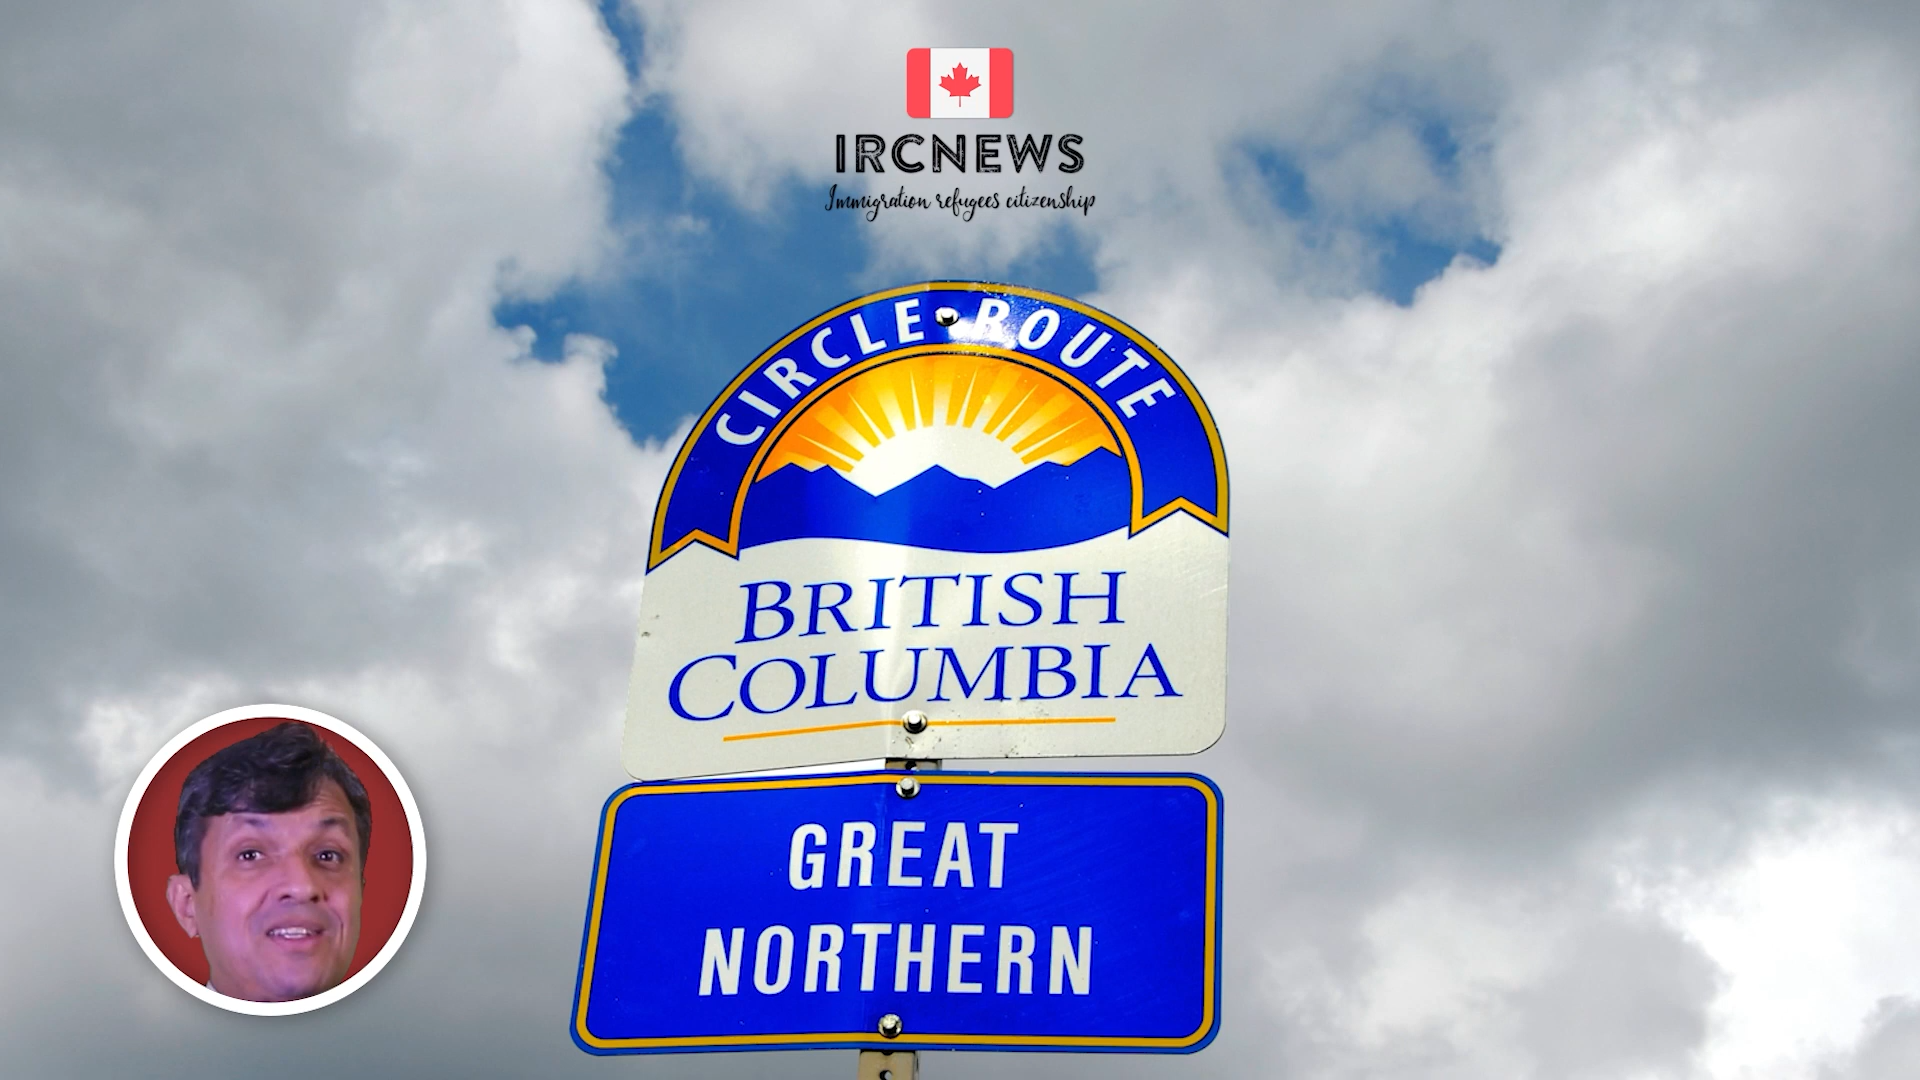 IRCNEWS
Immigration refugees citizenship
CIRCLE ROUTE
BRITISH
COLUMBIA
GREAT
NORTHERN